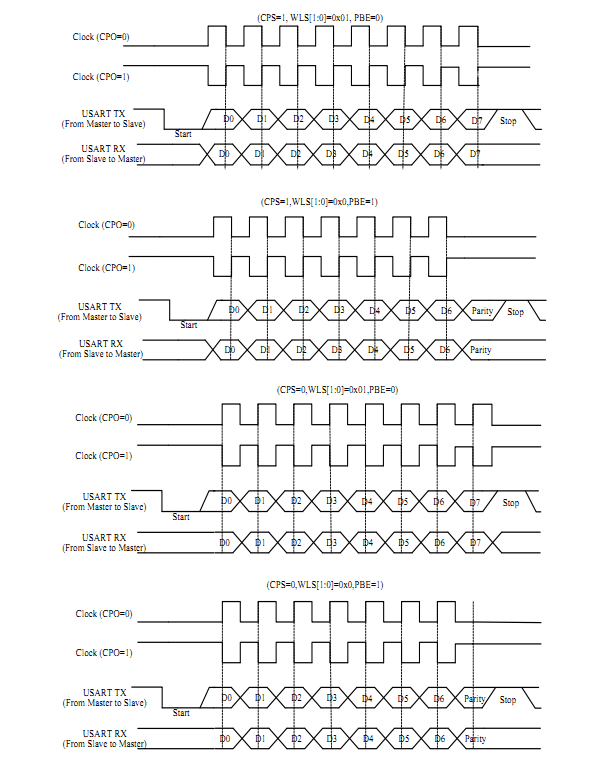 (CPS=1, WLS[1:0]=0x01, PBE=0)
Clock (CPO=0)
Clock (CPO=1)
USART TX
(From Master to Slave)
D0 D1 D2 D3 D4 D5 D6 D7 Stop
Start
USART RX
(From Slave to Master)
D0 D1 D2 D3 D4 D5 D6 D7
(CPS=1,WLS[1:0]=0x0,PBE=1)
Clock (CPO=0)
Clock (CPO=1)
USART TX
(From Master to Slave)
D0 D1 D2 D3 D4 D5 D6 Parity Stop
Start
USART RX
(From Slave to Master)
D0 D1 D2 D3 D4 D5 D6 Parity
(CPS=0,WLS[1:0]=0x01,PBE=0)
Clock (CPO=0)
Clock (CPO=1)
USART TX
(From Master to Slave)
D0 D1 D2 D3 D4 D5 D6 D7 Stop
Start
USART RX
(From Slave to Master)
D0 D1 D2 D3 D4 D5 D6 D7
(CPS=0,WLS[1:0]=0x0,PBE=1)
Clock (CPO=0)
Clock (CPO=1)
USART TX
(From Master to Slave)
D0 D1 D2 D3 D4 D5 D6 Parity Stop
Start
USART RX
(From Slave to Master)
D0 D1 D2 D3 D4 D5 D6 Parity